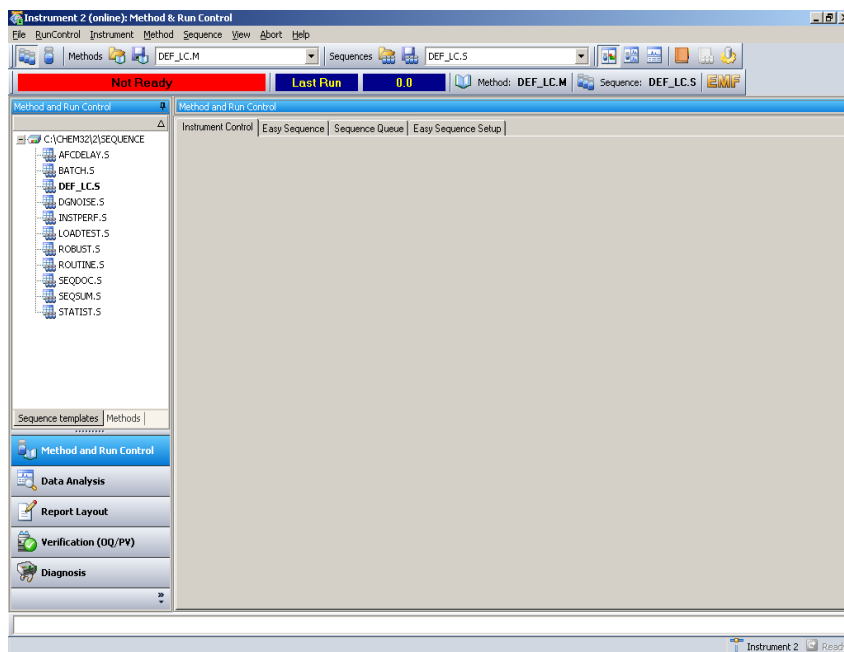 Instrument 2 (online): Method & Run Control
File RunControl Instrument Method Sequence View Abort Help
Methods DEF_LC.M Sequences DEF_LC.S
Not Ready Last Run 0.0 Method: DEF_LC.M Sequence: DEF_LC.S EMF
Method and Run Control Method and Run Control
Instrument Control Easy Sequence Sequence Queue Easy Sequence Setup
C:\CHEM32\2\SEQUENCE
AFCDELAY.S
BATCH.S
DEF_LC.S
DGNOISE.S
INSTPERF.S
LOADTEST.S
ROBUST.S
ROUTINE.S
SEQDOC.S
SEQSUM.S
STATIST.S
Sequence templates Methods
Method and Run Control
Data Analysis
Report Layout
Verification (OQ/PV)
Diagnosis
Instrument 2